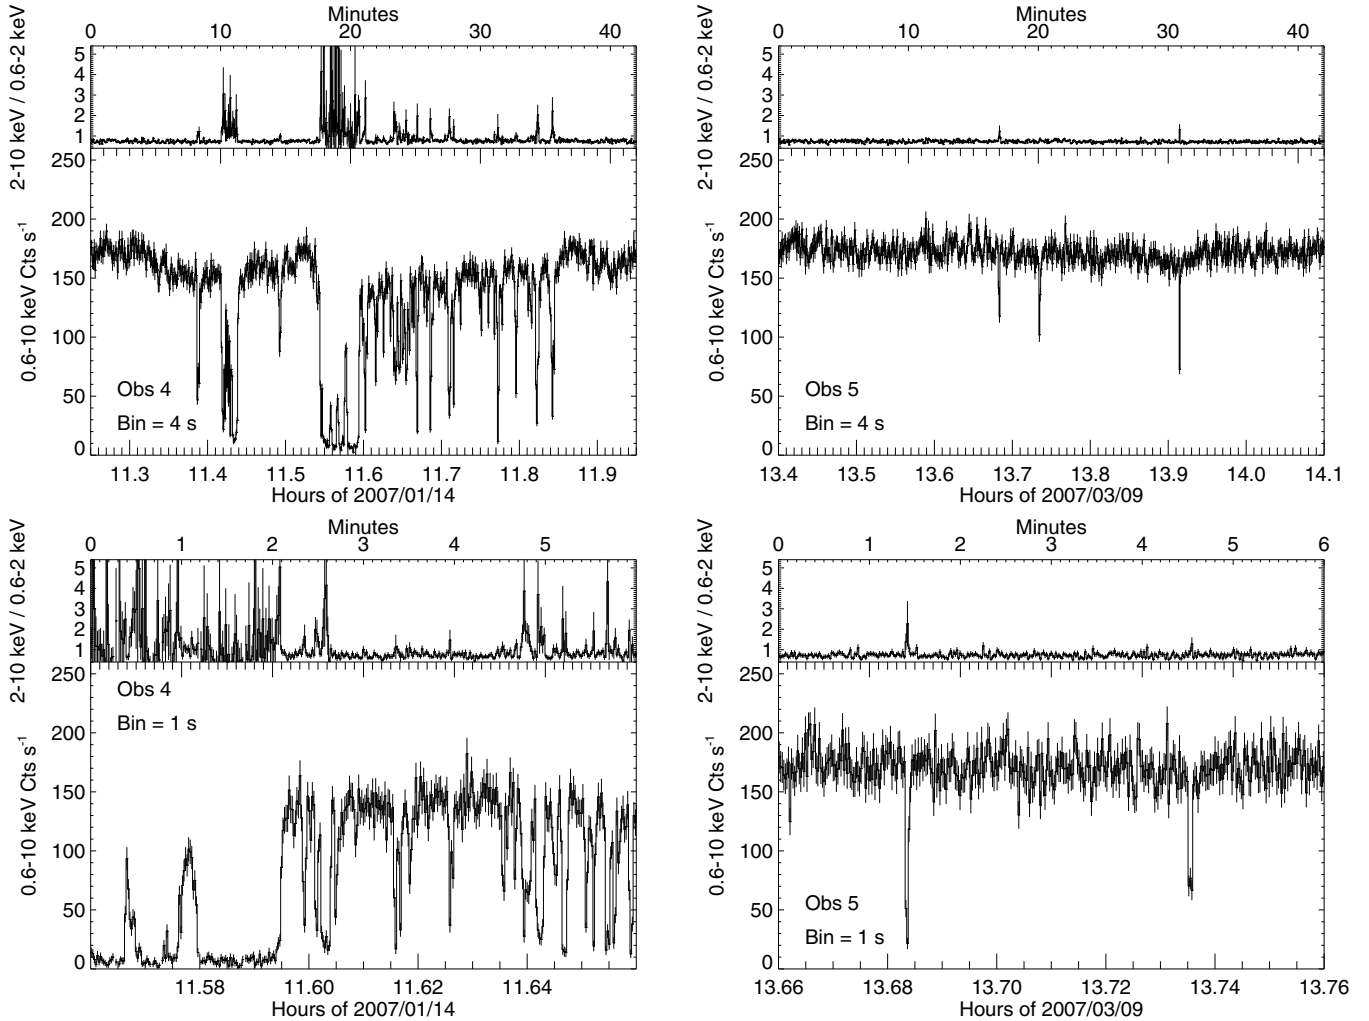 Minutes
0 10 20 30 40
2-10 keV / 0.6-2 keV
5
4
3
2
1
250
200
150
100
50
0
0.6-10 keV Cts s⁻¹
Obs 4
Bin = 4 s
11.3 11.4 11.5 11.6 11.7 11.8 11.9
Hours of 2007/01/14
Minutes
0 10 20 30 40
2-10 keV / 0.6-2 keV
5
4
3
2
1
250
200
150
100
50
0
0.6-10 keV Cts s⁻¹
Obs 5
Bin = 4 s
13.4 13.5 13.6 13.7 13.8 13.9 14.0 14.1
Hours of 2007/03/09
Minutes
0 1 2 3 4 5
2-10 keV / 0.6-2 keV
5
4
3
2
1
250
200
150
100
50
0
0.6-10 keV Cts s⁻¹
Obs 4
Bin = 1 s
11.58 11.60 11.62 11.64
Hours of 2007/01/14
Minutes
0 1 2 3 4 5 6
2-10 keV / 0.6-2 keV
5
4
3
2
1
250
200
150
100
50
0
0.6-10 keV Cts s⁻¹
Obs 5
Bin = 1 s
13.66 13.68 13.70 13.72 13.74 13.76
Hours of 2007/03/09